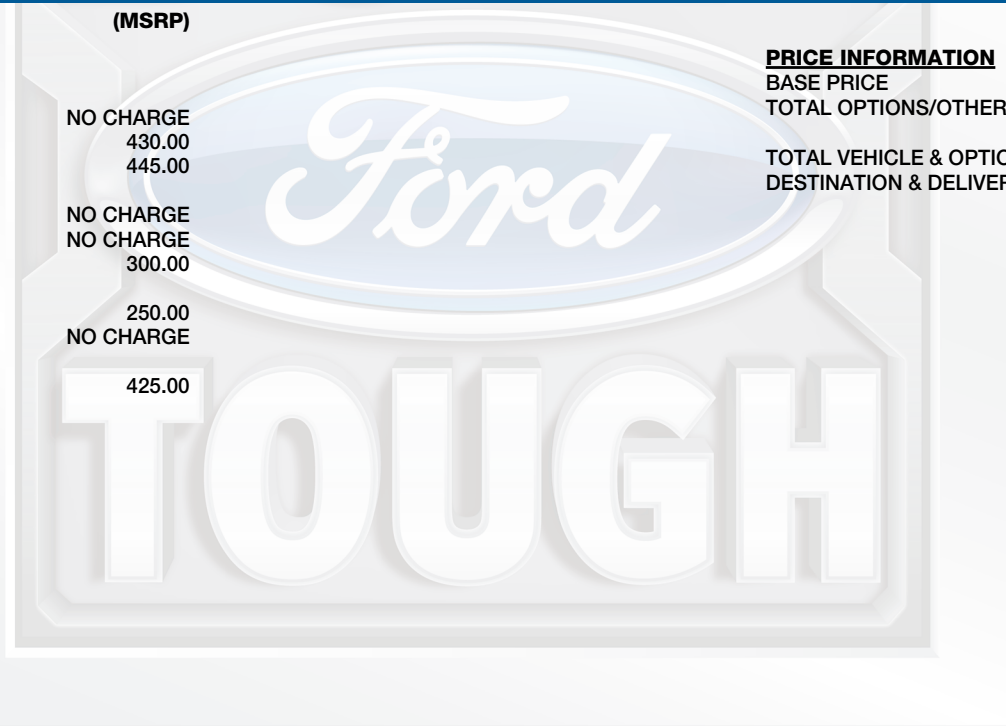 (MSRP)
NO CHARGE
430.00
445.00
NO CHARGE
NO CHARGE
300.00
250.00
NO CHARGE
425.00
PRICE INFORMATION
BASE PRICE
TOTAL OPTIONS/OTHER
TOTAL VEHICLE & OPTIO
DESTINATION & DELIVER
Ford
TOUGH